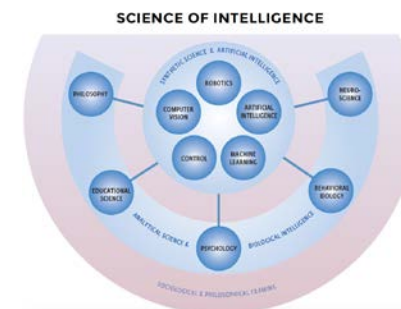 SCIENCE OF INTELLIGENCE
SYNTHETIC SCIENCE & ARTIFICIAL INTELLIGENCE
ROBOTICS
PHILOSOPHY
NEURO-
SCIENCE
COMPUTER
VISION
ARTIFICIAL
INTELLIGENCE
CONTROL
MACHINE
LEARNING
EDUCATIONAL
SCIENCE
BEHAVIORAL
BIOLOGY
ANALYTICAL SCIENCE &
BIOLOGICAL INTELLIGENCE
PSYCHOLOGY
SOCIOLOGICAL & PHILOSOPHICAL